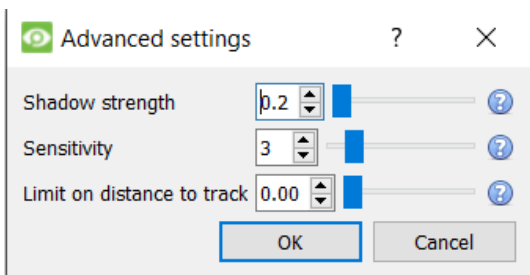 Advanced settings ? ×
Shadow strength 0.2 ?
Sensitivity 3 ?
Limit on distance to track 0.00 ?
OK Cancel